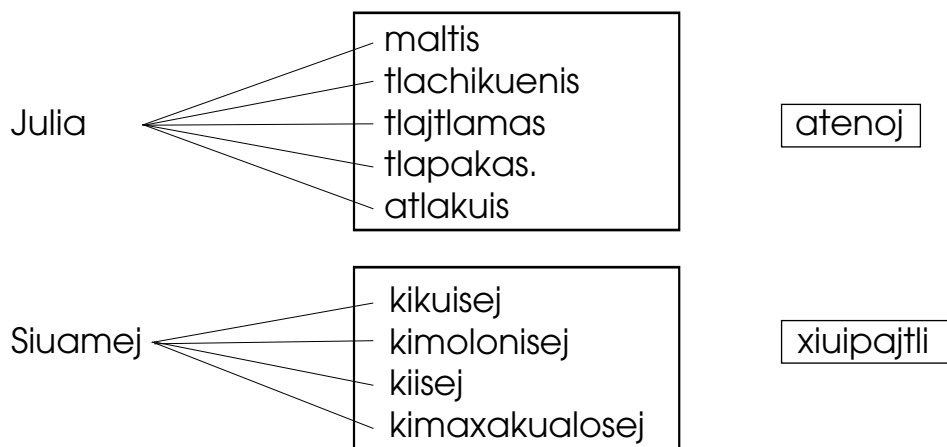 maltis
tlachikuenis
Julia tlajtlamas atenoj
tlapakas.
atlakuis
kikuisej
Siuamej kimolonisej xiuipajtli
kiisej
kimaxakualosej